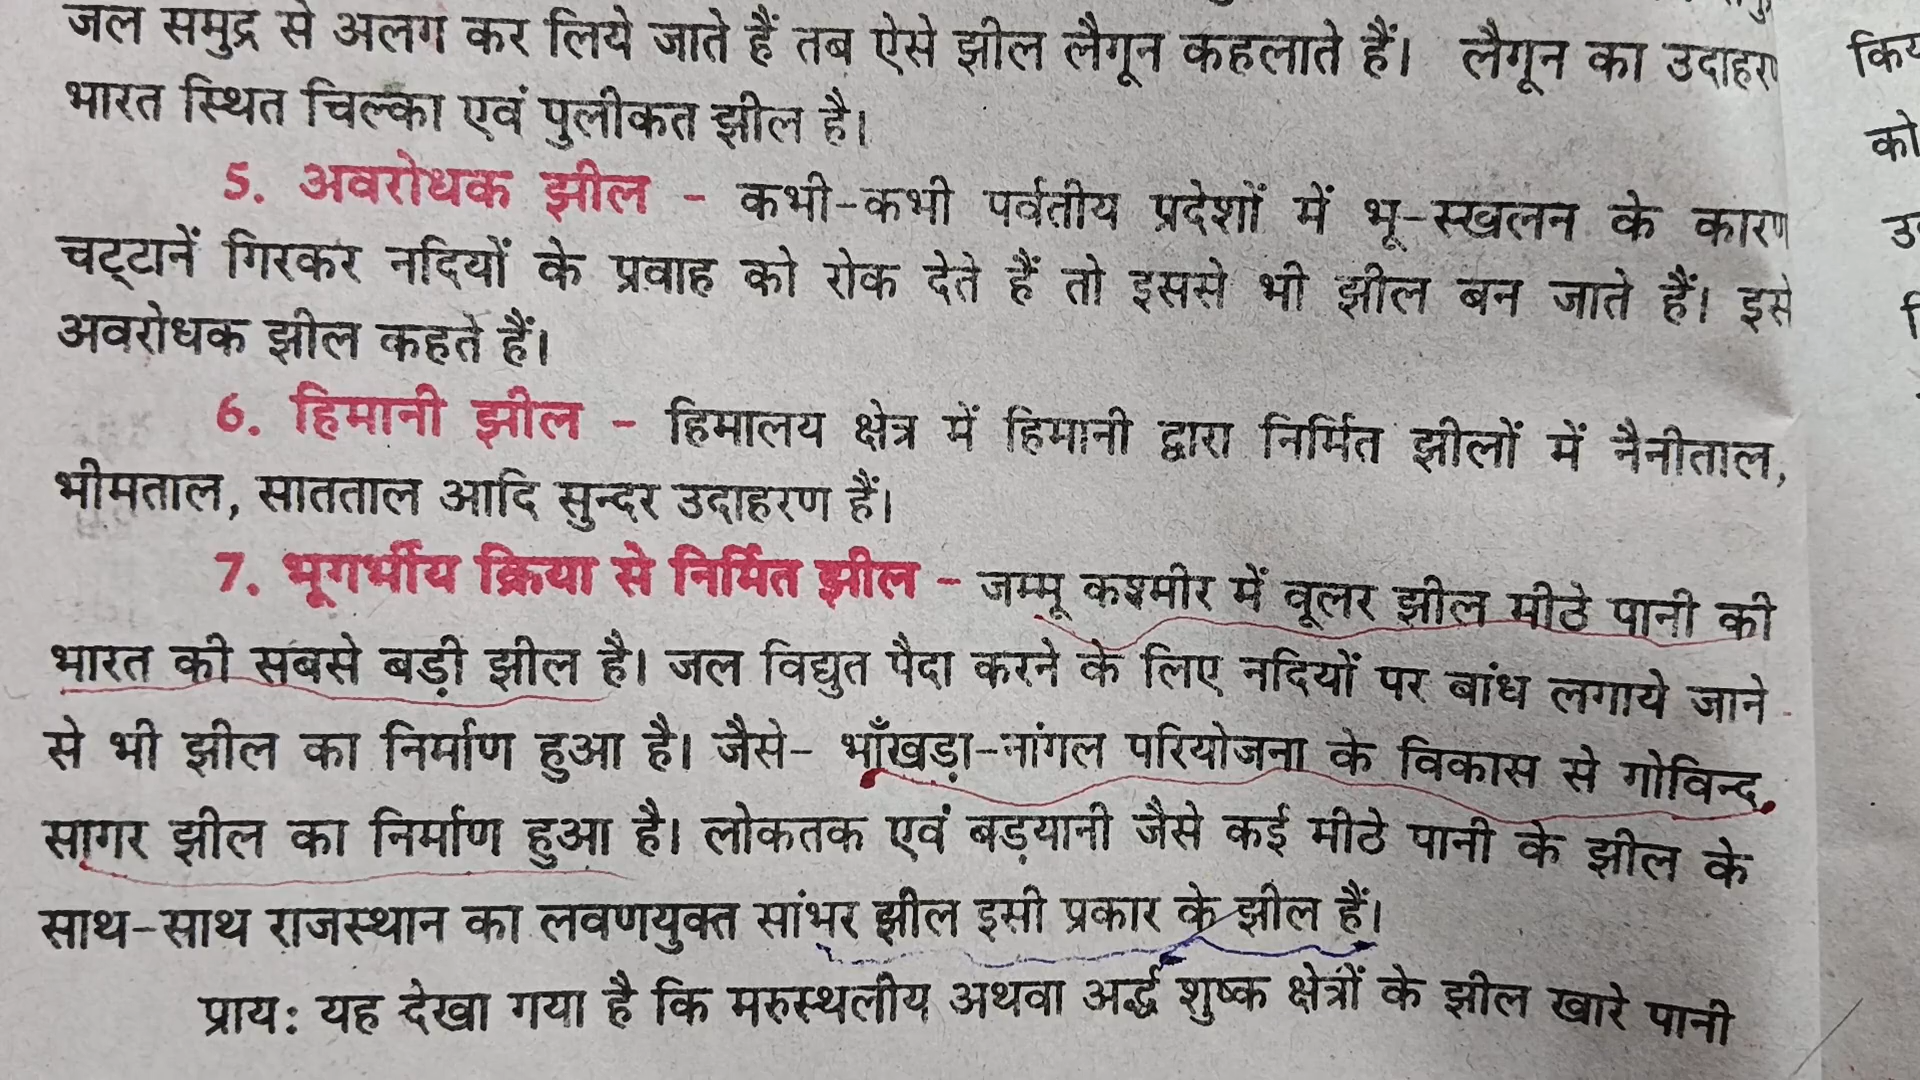 जल समुद्र से अलग कर लिये जाते हैं तब ऐसे झील लैगून कहलाते हैं। लैगून का उदाहरण
भारत स्थित चिल्का एवं पुलीकत झील है।
5. अवरोधक झील - कभी-कभी पर्वतीय प्रदेशों में भू-स्खलन के कारण
चट्टानें गिरकर नदियों के प्रवाह को रोक देते हैं तो इससे भी झील बन जाते हैं। इसे
अवरोधक झील कहते हैं।
6. हिमानी झील - हिमालय क्षेत्र में हिमानी द्वारा निर्मित झीलों में नैनीताल,
भीमताल, सातताल आदि सुन्दर उदाहरण हैं।
7. भूगर्भीय क्रिया से निर्मित झील - जम्मू कश्मीर में वूलर झील मीठे पानी की
भारत की सबसे बड़ी झील है। जल विद्युत पैदा करने के लिए नदियों पर बांध लगाये जाने
से भी झील का निर्माण हुआ है। जैसे- भाँखड़ा-नांगल परियोजना के विकास से गोविन्द
सागर झील का निर्माण हुआ है। लोकतक एवं बड़यानी जैसे कई मीठे पानी के झील के
साथ-साथ राजस्थान का लवणयुक्त सांभर झील इसी प्रकार के झील हैं।
प्राय: यह देखा गया है कि मरुस्थलीय अथवा अर्द्ध शुष्क क्षेत्रों के झील खारे पानी
को